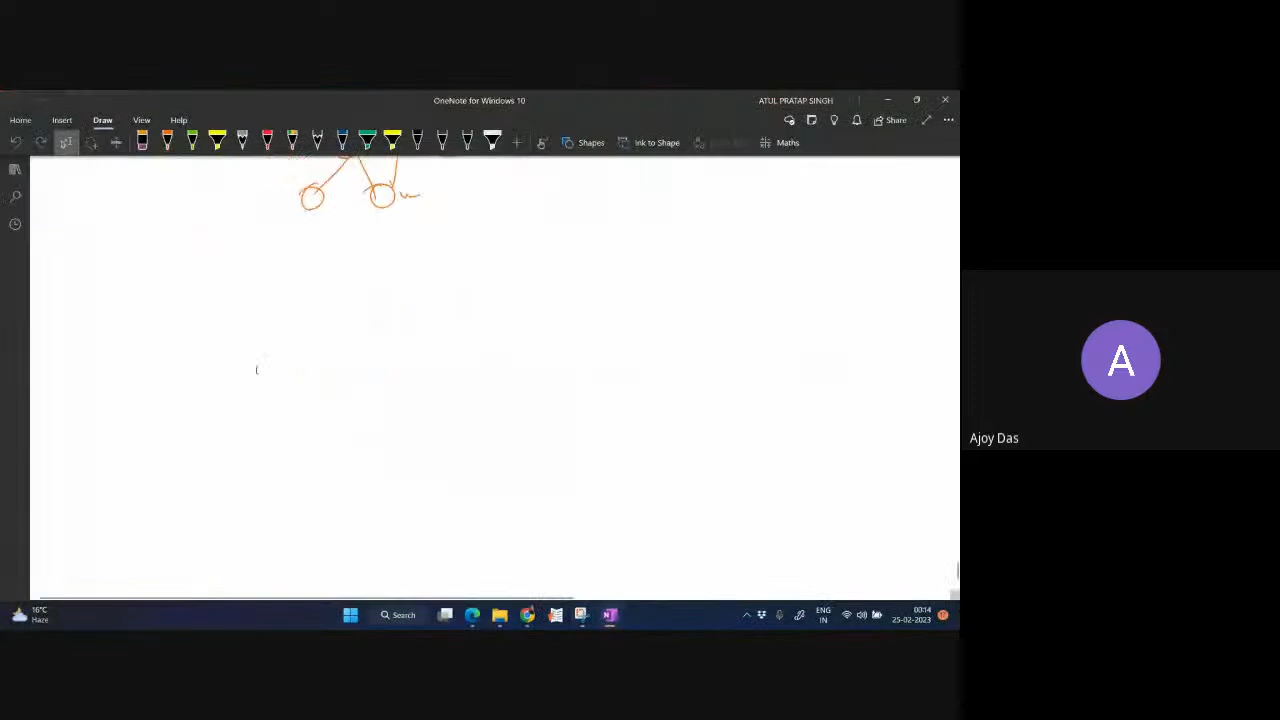 OneNote for Windows 10
ATUL PRATAP SINGH
Home
Insert
Draw
View
Help
Share
Shapes
Ink to Shape
Maths
A
Ajoy Das
16°C
Haze
Search
ENG
IN
00:14
25-02-2023